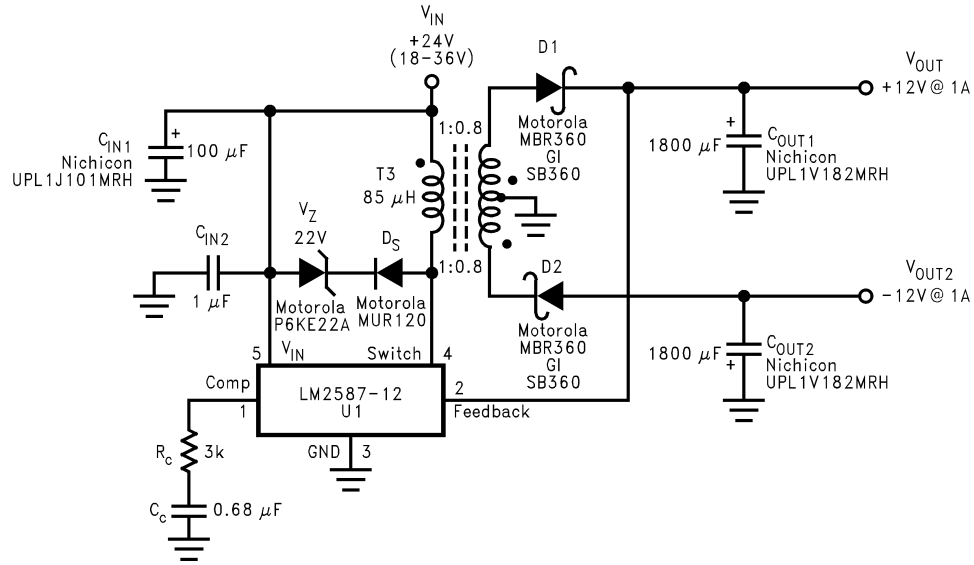 V_IN
+24V
(18-36V)
C_IN1
Nichicon
UPL1J101MRH
+
100 µF
T3
85 µH
1:0.8
1:0.8
D1
Motorola
MBR360
GI
SB360
V_OUT
+12V@ 1A
+
1800 µF
C_OUT1
Nichicon
UPL1V182MRH
C_IN2
1 µF
V_Z
22V
Motorola
P6KE22A
D_S
Motorola
MUR120
D2
Motorola
MBR360
GI
SB360
V_OUT2
-12V@ 1A
1800 µF
+
C_OUT2
Nichicon
UPL1V182MRH
5
V_IN
Switch
4
Comp
1
LM2587-12
U1
2
Feedback
GND
3
R_c
3k
C_c
0.68 µF